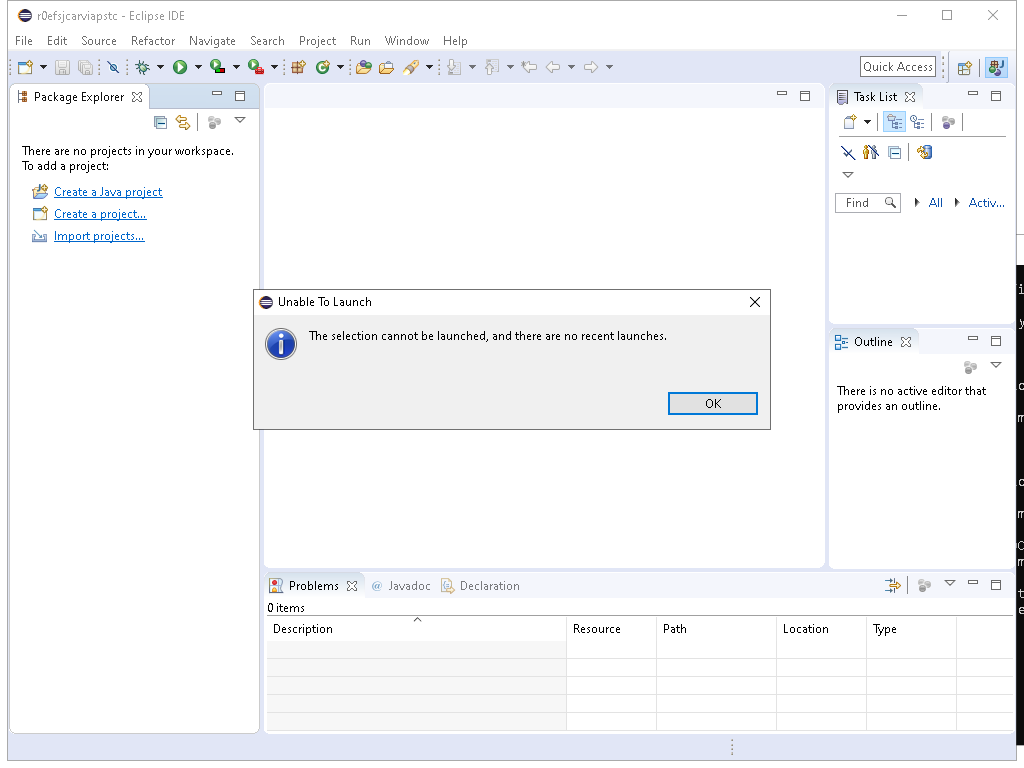 r0efsjcarviapstc - Eclipse IDE
File Edit Source Refactor Navigate Search Project Run Window Help
Quick Access
Package Explorer
There are no projects in your workspace.
To add a project:
Create a Java project
Create a project...
Import projects...
Task List
Find
All
Activ...
Unable To Launch
The selection cannot be launched, and there are no recent launches.
OK
Outline
There is no active editor that
provides an outline.
Problems @ Javadoc Declaration
0 items
Description Resource Path Location Type